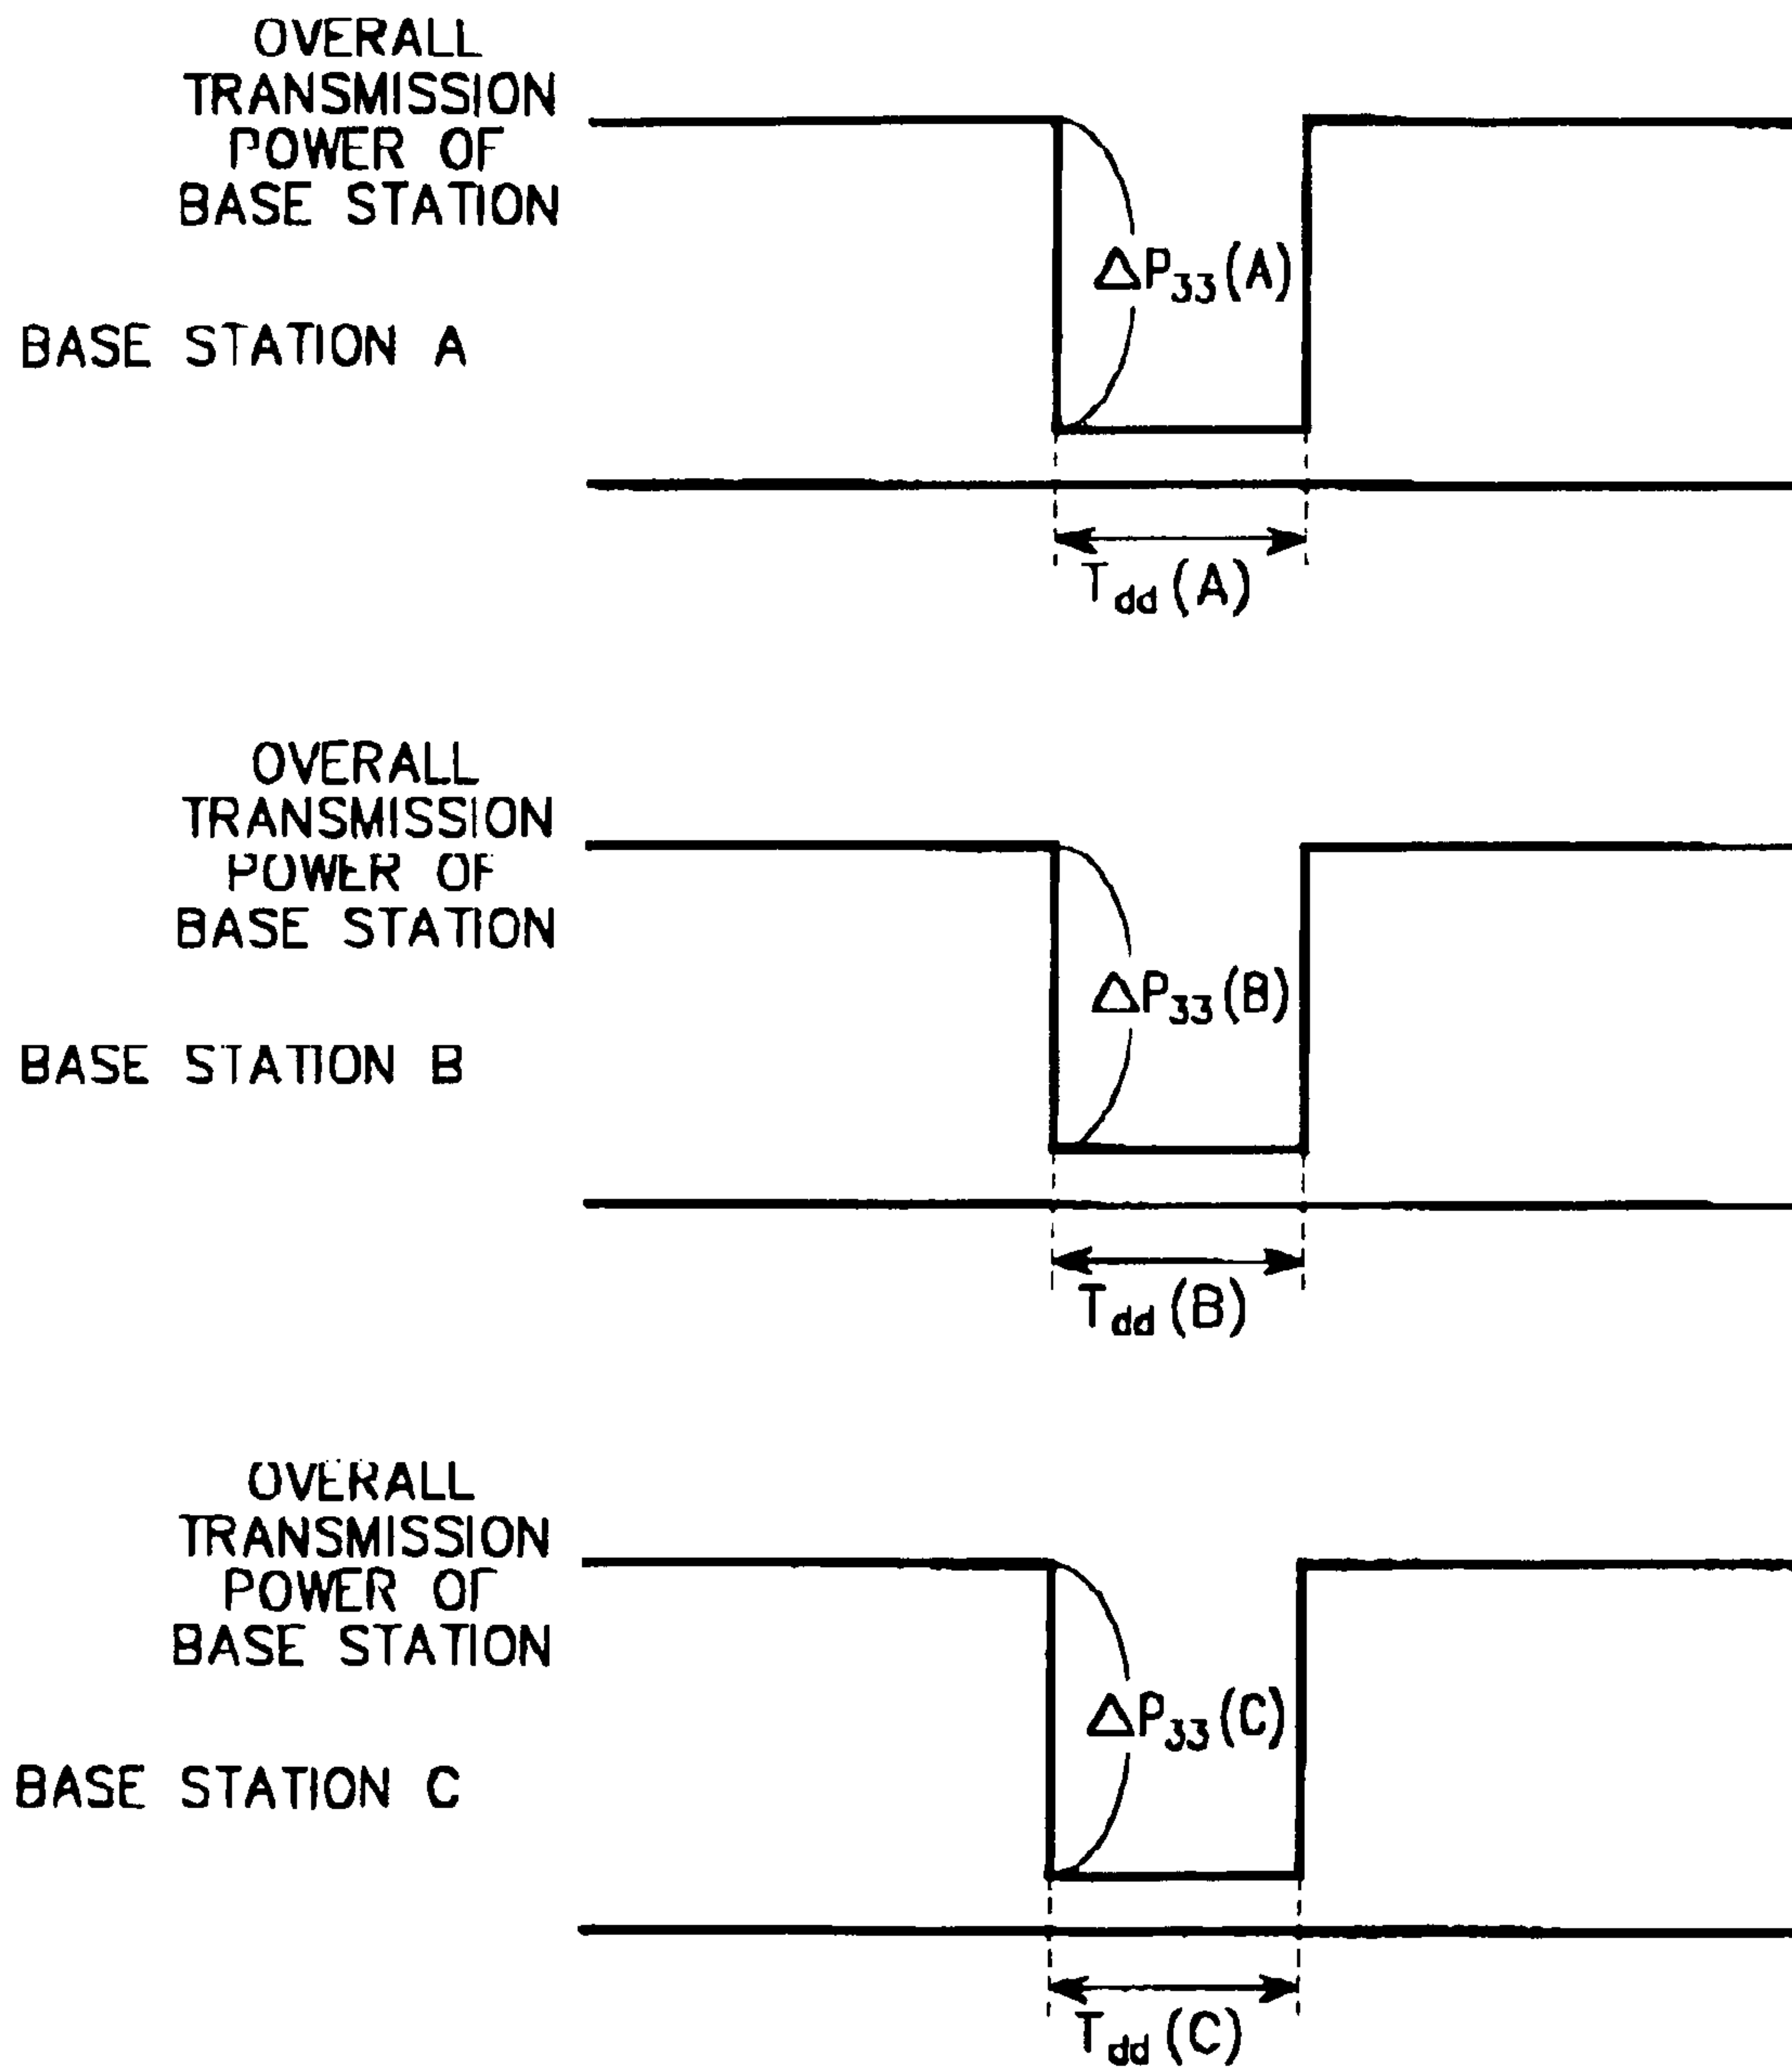 OVERALL
TRANSMISSION
POWER OF
BASE STATION
ΔP33(A)
BASE STATION A
Tdd(A)
OVERALL
TRANSMISSION
POWER OF
BASE STATION
ΔP33(B)
BASE STATION B
Tdd(B)
OVERALL
TRANSMISSION
POWER OF
BASE STATION
ΔP33(C)
BASE STATION C
Tdd(C)